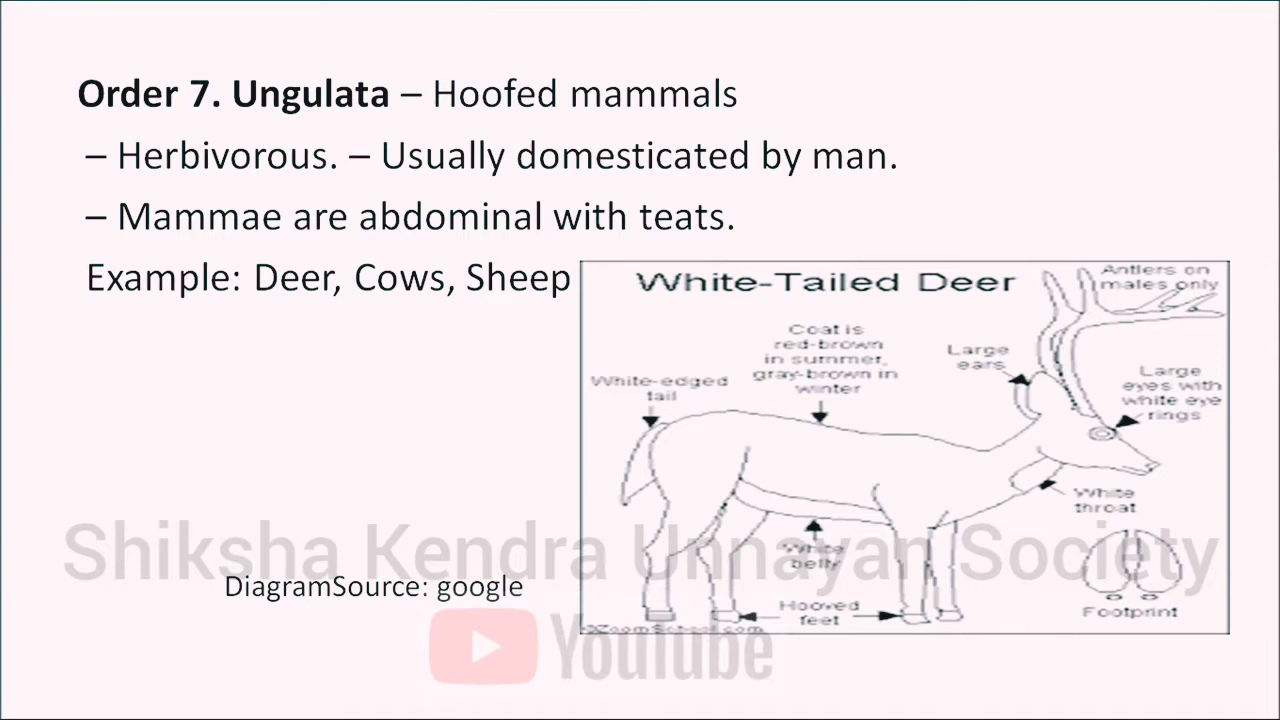 Order 7. Ungulata – Hoofed mammals
– Herbivorous. – Usually domesticated by man.
– Mammae are abdominal with teats.
Example: Deer, Cows, Sheep
White-Tailed Deer
Antlers on
males only
Coat is
red-brown
in summer,
gray-brown in
winter
Large
ears
White-edged
tail
Large
eyes with
white eye
rings
White
throat
White
belly
Hooved
feet
Footprint
©ZoomSchool.com
DiagramSource: google
Shiksha Kendra Unnayan Society
YouTube